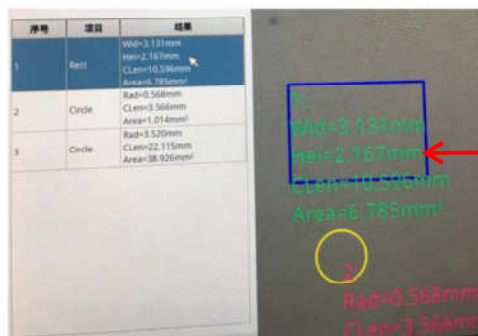 序号 项目 结果
1 Rect Wid=3.131mm
Hei=2.167mm
CLen=10.596mm
Area=6.785mm²
2 Circle Rad=0.568mm
CLen=3.566mm
Area=1.014mm²
3 Circle Rad=3.520mm
CLen=22.115mm
Area=38.926mm²
1:
Wid=3.131mm
Hei=2.167mm
CLen=10.596mm
Area=6.785mm²
2:
Rad=0.568mm
CLen=3.566mm